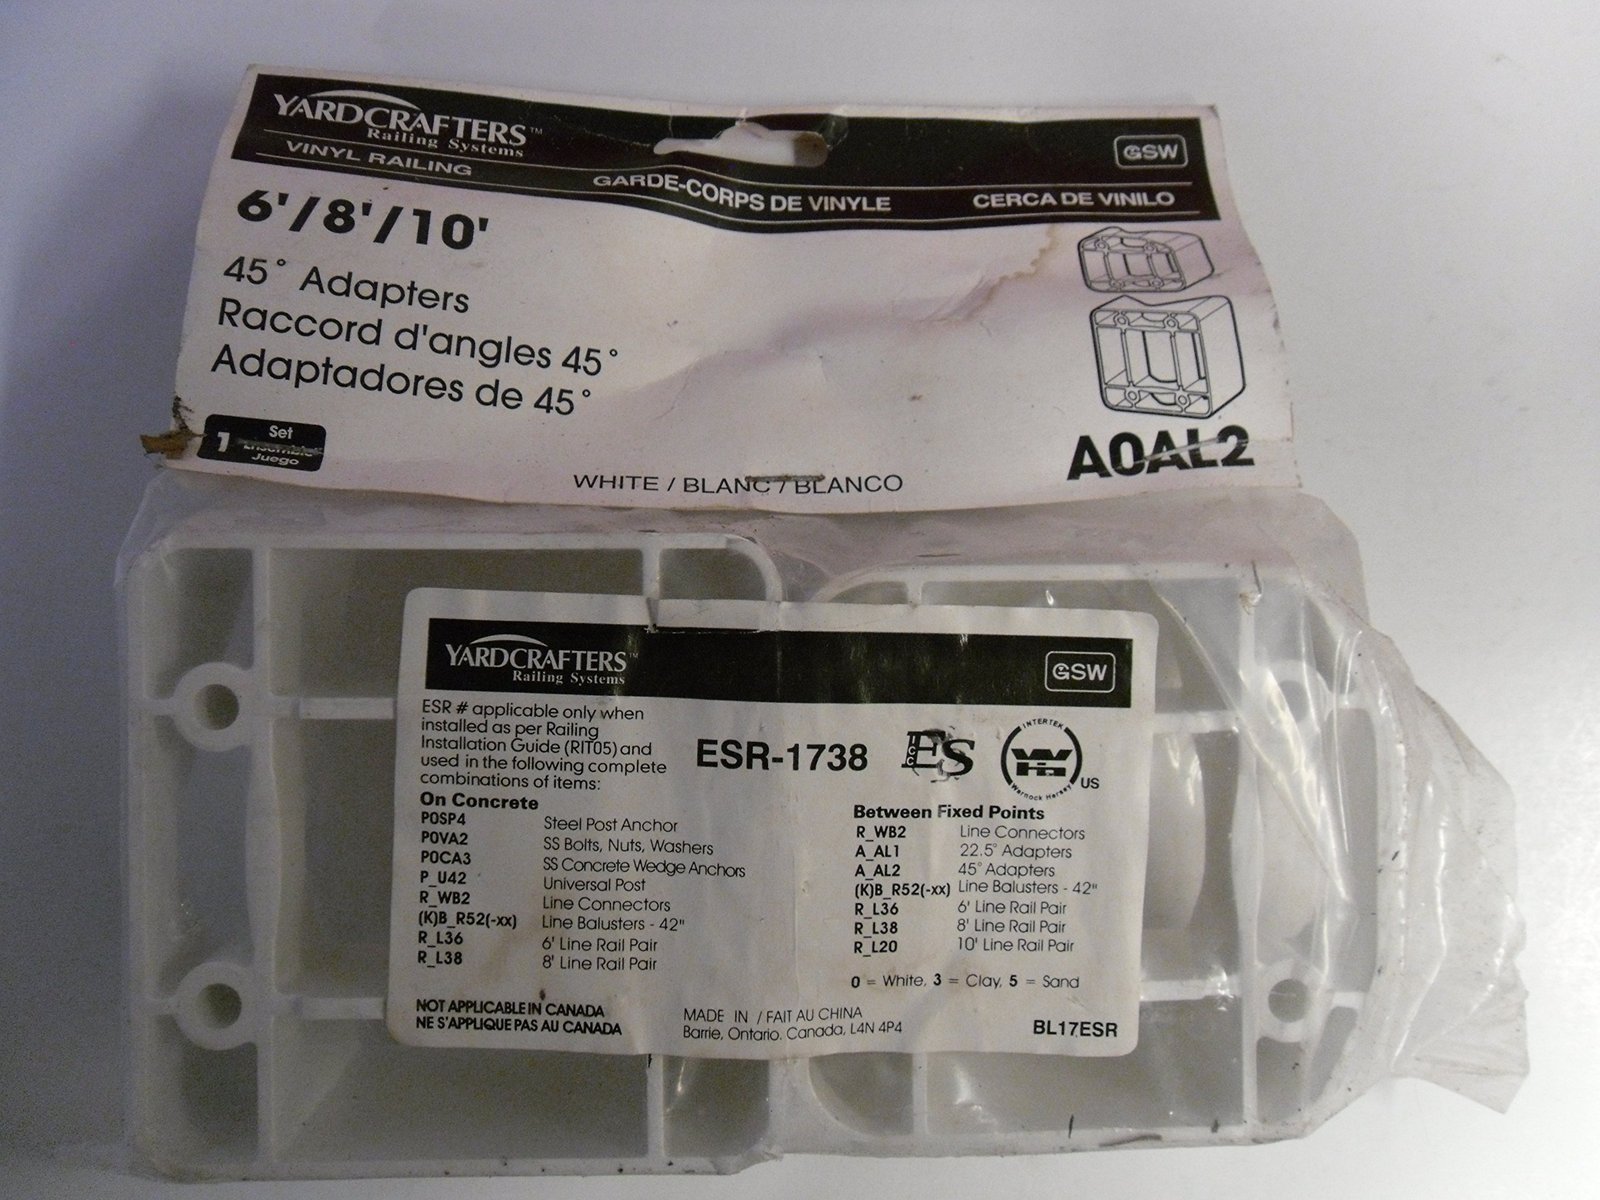 YARDCRAFTERS™
Railing Systems
VINYL RAILING
GARDE-CORPS DE VINYLE
CERCA DE VINILO
GSW
6'/8'/10'
45° Adapters
Raccord d'angles 45°
Adaptadores de 45°
1 Set
Ensemble
Juego
WHITE / BLANC / BLANCO
A0AL2
YARDCRAFTERS™
Railing Systems
GSW
ESR # applicable only when
installed as per Railing
Installation Guide (RIT05) and
used in the following complete
combinations of items:
ESR-1738
ICC ES
INTERTEK
WH
Warnock Hersey
US
On Concrete
P0SP4 Steel Post Anchor
P0VA2 SS Bolts, Nuts, Washers
P0CA3 SS Concrete Wedge Anchors
P_U42 Universal Post
R_WB2 Line Connectors
(K)B_R52(-xx) Line Balusters - 42"
R_L36 6' Line Rail Pair
R_L38 8' Line Rail Pair
Between Fixed Points
R_WB2 Line Connectors
A_AL1 22.5° Adapters
A_AL2 45° Adapters
(K)B_R52(-xx) Line Balusters - 42"
R_L36 6' Line Rail Pair
R_L38 8' Line Rail Pair
R_L20 10' Line Rail Pair
0 = White, 3 = Clay, 5 = Sand
NOT APPLICABLE IN CANADA
NE S'APPLIQUE PAS AU CANADA
MADE IN / FAIT AU CHINA
Barrie, Ontario. Canada, L4N 4P4
BL17ESR